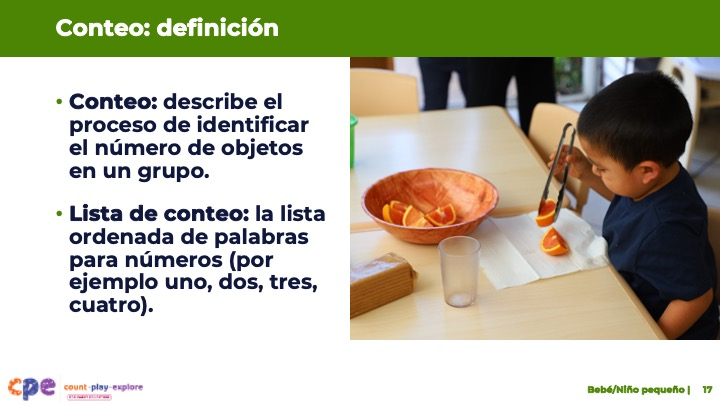 Conteo: definición
• Conteo: describe el
proceso de identificar
el número de objetos
en un grupo.
• Lista de conteo: la lista
ordenada de palabras
para números (por
ejemplo uno, dos, tres,
cuatro).
cpe count-play-explore
Bebé/Niño pequeño | 17